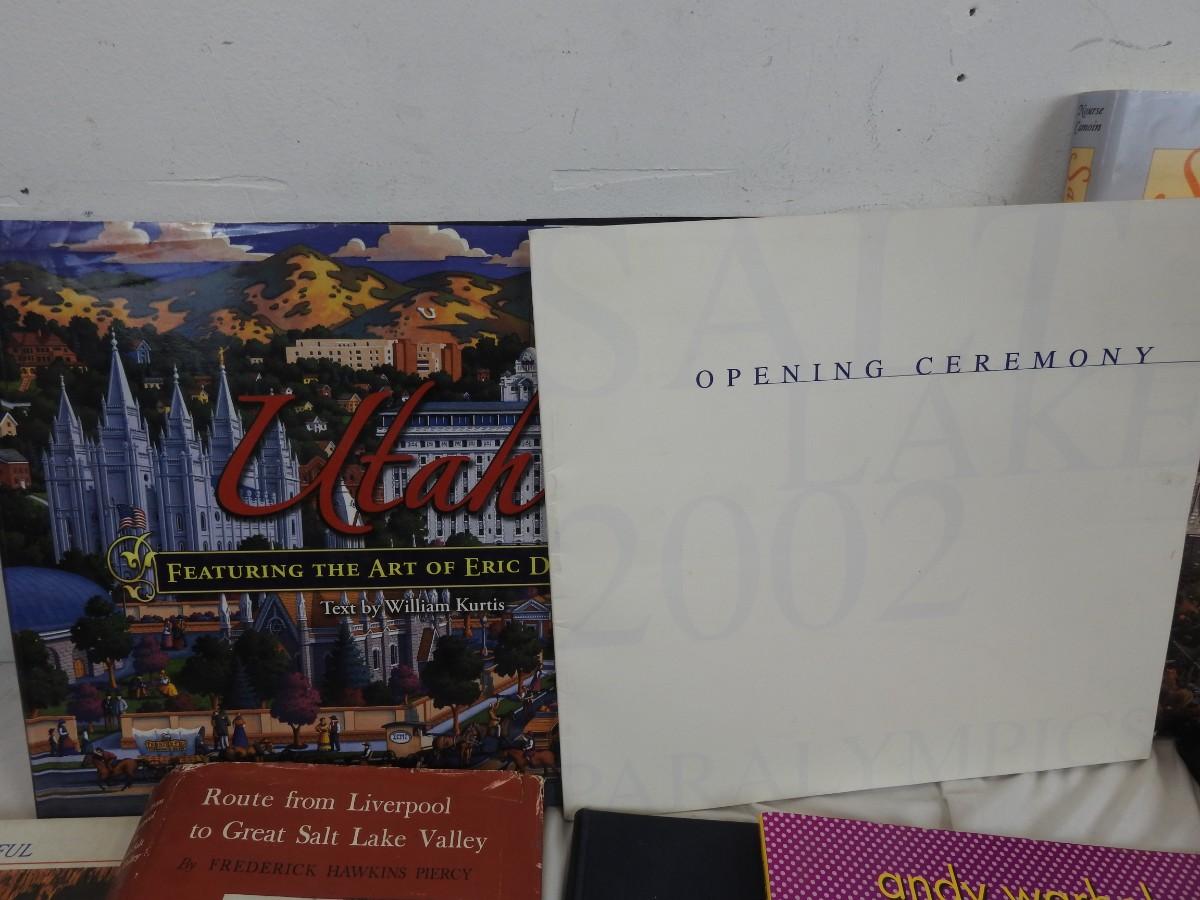 Nourse
Camoin
SALT
OPENING CEREMONY
LAKE
2002
PARALYMPICS
Utah
FEATURING THE ART OF ERIC D
Text by William Kurtis
Route from Liverpool
to Great Salt Lake Valley
By FREDERICK HAWKINS PIERCY
FUL
andy warhol